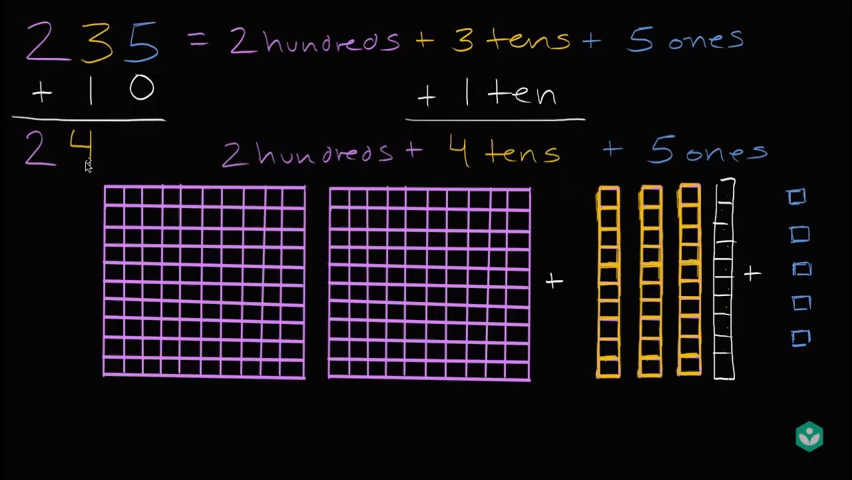 235 = 2 hundreds + 3 tens + 5 ones
+ 10 + 1 ten
24 2 hundreds + 4 tens + 5 ones
+ +